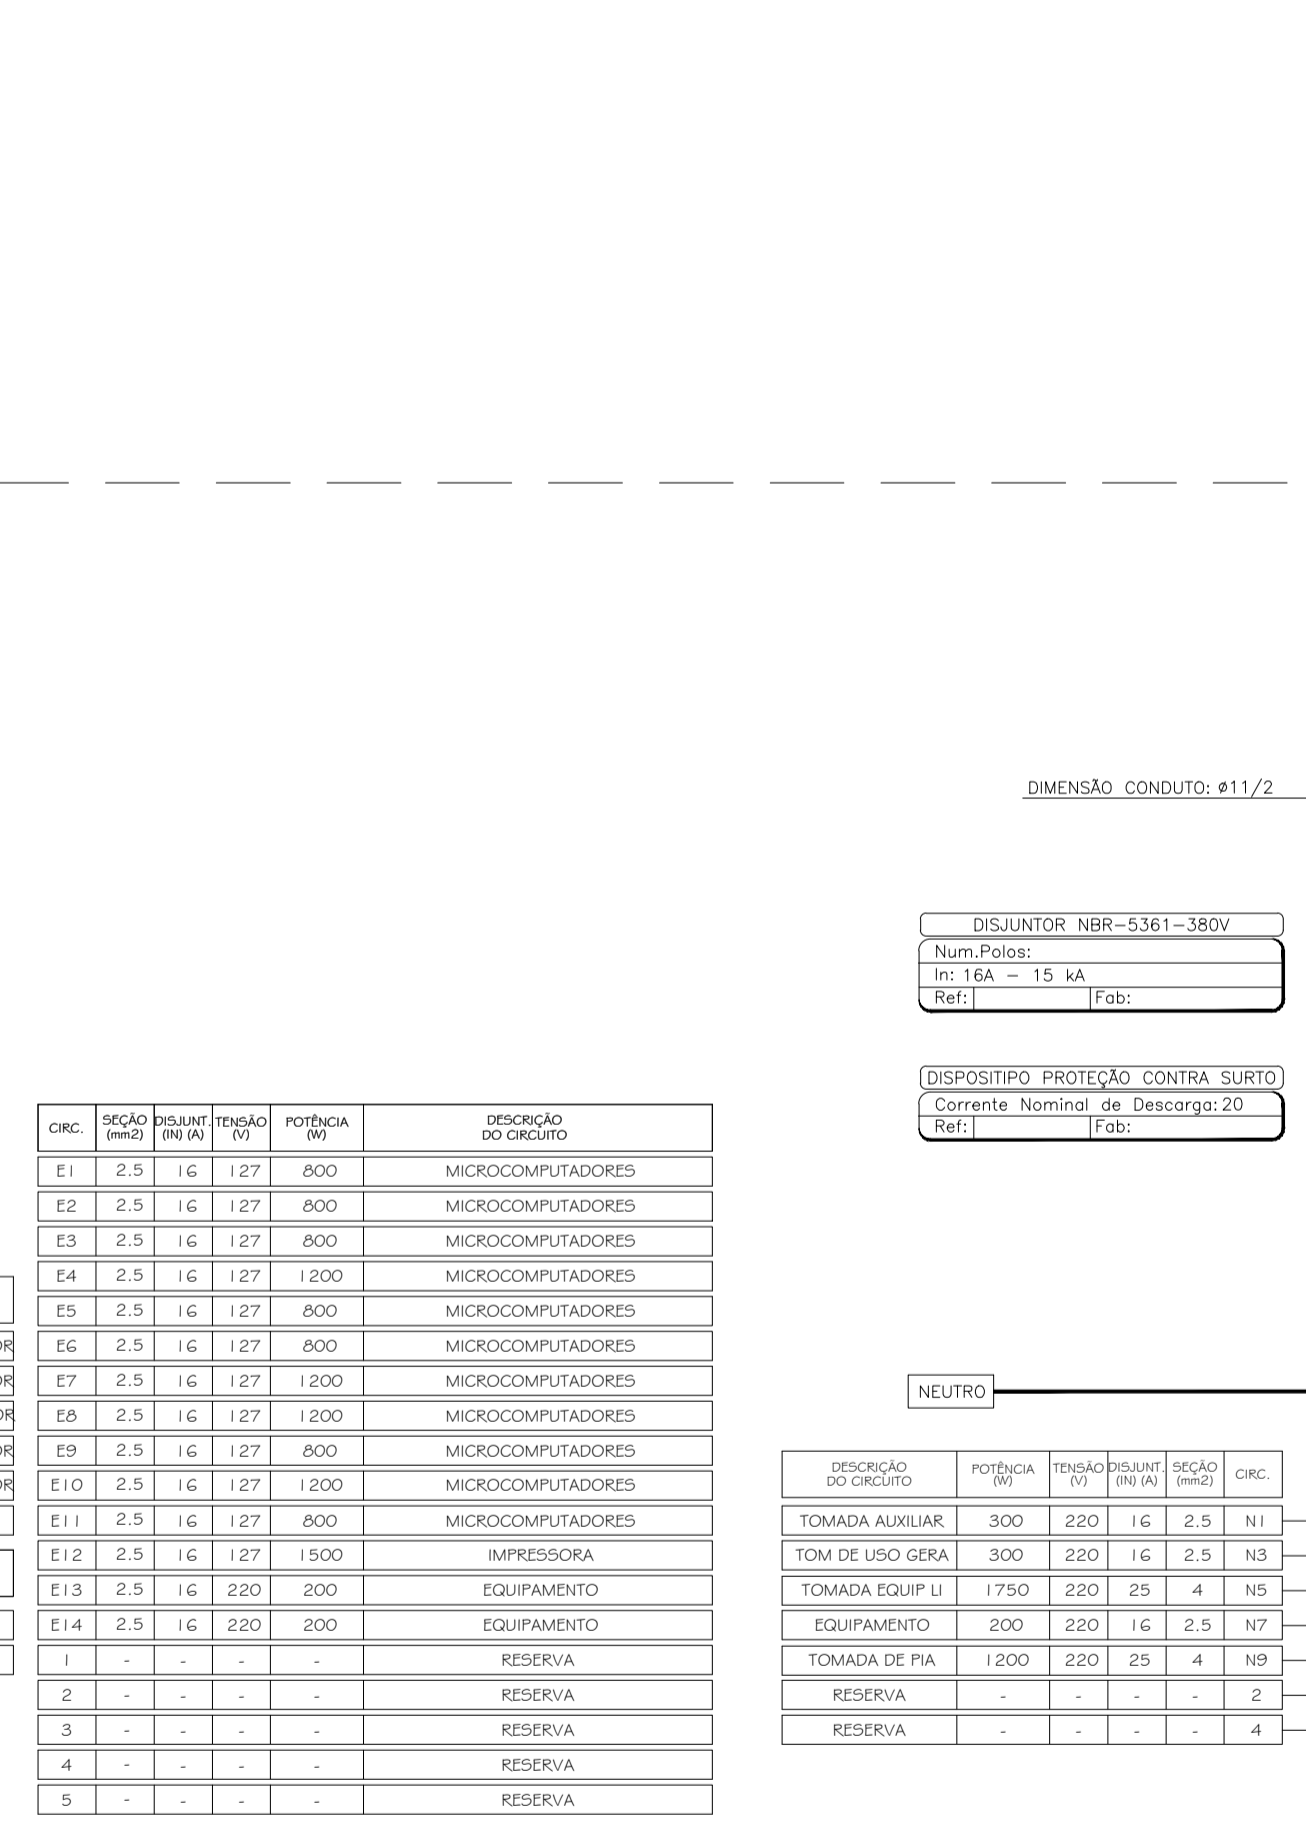 DIMENSÃO CONDUTO: ø11/2
DISJUNTOR NBR-5361-380V
Num.Polos:
In: 16A - 15 kA
Ref: Fab:
DISPOSITIPO PROTEÇÃO CONTRA SURTO
Corrente Nominal de Descarga: 20
Ref: Fab:
CIRC. SEÇÃO (mm2) DISJUNT. (IN) (A) TENSÃO (V) POTÊNCIA (W) DESCRIÇÃO DO CIRCUITO
E1 2.5 16 127 800 MICROCOMPUTADORES
E2 2.5 16 127 800 MICROCOMPUTADORES
E3 2.5 16 127 800 MICROCOMPUTADORES
E4 2.5 16 127 1200 MICROCOMPUTADORES
E5 2.5 16 127 800 MICROCOMPUTADORES
E6 2.5 16 127 800 MICROCOMPUTADORES
E7 2.5 16 127 1200 MICROCOMPUTADORES
E8 2.5 16 127 1200 MICROCOMPUTADORES
E9 2.5 16 127 800 MICROCOMPUTADORES
E10 2.5 16 127 1200 MICROCOMPUTADORES
E11 2.5 16 127 800 MICROCOMPUTADORES
E12 2.5 16 127 1500 IMPRESSORA
E13 2.5 16 220 200 EQUIPAMENTO
E14 2.5 16 220 200 EQUIPAMENTO
1 - - - - RESERVA
2 - - - - RESERVA
3 - - - - RESERVA
4 - - - - RESERVA
5 - - - - RESERVA
NEUTRO
DESCRIÇÃO DO CIRCUITO POTÊNCIA (W) TENSÃO (V) DISJUNT. (IN) (A) SEÇÃO (mm2) CIRC.
TOMADA AUXILIAR 300 220 16 2.5 N1
TOM DE USO GERA 300 220 16 2.5 N3
TOMADA EQUIP LI 1750 220 25 4 N5
EQUIPAMENTO 200 220 16 2.5 N7
TOMADA DE PIA 1200 220 25 4 N9
RESERVA - - - - 2
RESERVA - - - - 4